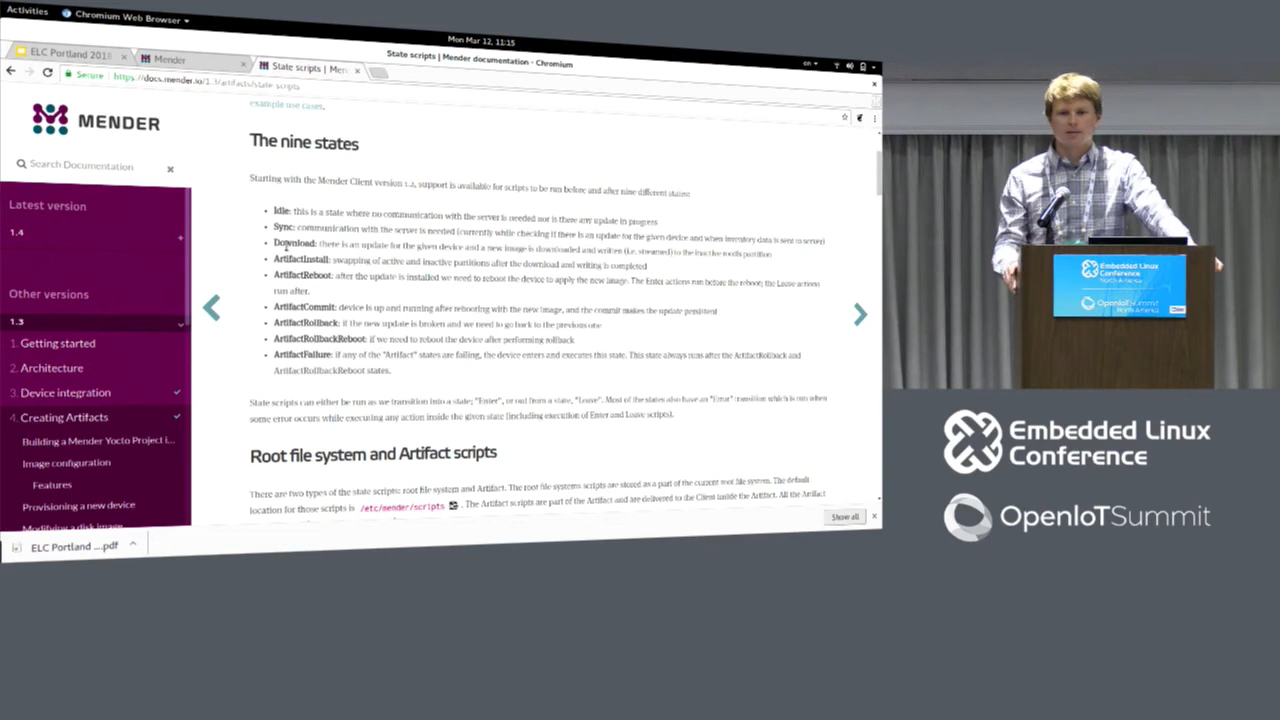 Activities
Chromium Web Browser
Mon Mar 12, 11:15
State scripts | Mender documentation - Chromium
en
ELC Portland 2018
Mender
State scripts | Men
Secure
https://docs.mender.io/1.3/artifacts/state-scripts
MENDER
Search Documentation
Latest version
1.4
Other versions
1.3
1. Getting started
2. Architecture
3. Device integration
4. Creating Artifacts
Building a Mender Yocto Project i...
Image configuration
Features
Provisioning a new device
Modifying a disk image
example use cases.
The nine states
Starting with the Mender Client version 1.2, support is available for scripts to be run before and after nine different states:
Idle: this is a state where no communication with the server is needed nor is there any update in progress
Sync: communication with the server is needed (currently while checking if there is an update for the given device and when inventory data is sent to server)
Download: there is an update for the given device and a new image is downloaded and written (i.e. streamed) to the inactive rootfs partition
ArtifactInstall: swapping of active and inactive partitions after the download and writing is completed
ArtifactReboot: after the update is installed we need to reboot the device to apply the new image. The Enter actions run before the reboot; the Leave actions
run after.
ArtifactCommit: device is up and running after rebooting with the new image, and the commit makes the update persistent
ArtifactRollback: if the new update is broken and we need to go back to the previous one
ArtifactRollbackReboot: if we need to reboot the device after performing rollback
ArtifactFailure: if any of the "Artifact" states are failing, the device enters and executes this state. This state always runs after the ArtifactRollback and
ArtifactRollbackReboot states.
State scripts can either be run as we transition into a state; "Enter", or out from a state, "Leave". Most of the states also have an "Error" transition which is run when
some error occurs while executing any action inside the given state (including execution of Enter and Leave scripts).
Root file system and Artifact scripts
There are two types of the state scripts: root file system and Artifact. The root file system scripts are stored as a part of the current root file system. The default
location for those scripts is /etc/mender/scripts . The Artifact scripts are part of the Artifact and are delivered to the Client inside the Artifact. All the Artifact
Show all
ELC Portland ....pdf
Embedded Linux
Conference
North America
OpenIoTSummit
North America
Embedded Linux
Conference
OpenIoTSummit